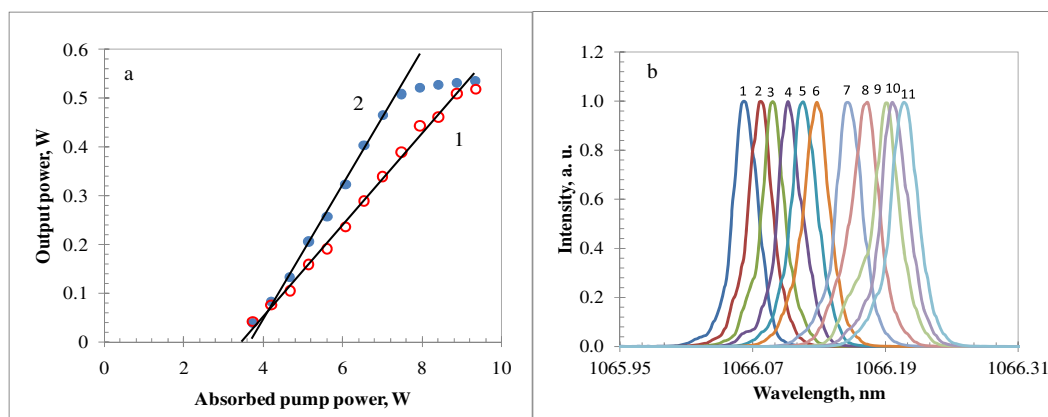 a
0.6
0.5
0.4
0.3
0.2
0.1
0
0 2 4 6 8 10
Output power, W
Absorbed pump power, W
2
1
b
1.2
1.0
0.8
0.6
0.4
0.2
0.0
1065.95 1066.07 1066.19 1066.31
Intensity, a. u.
Wavelength, nm
1 2 3 4 5 6 7 8 9 10 11